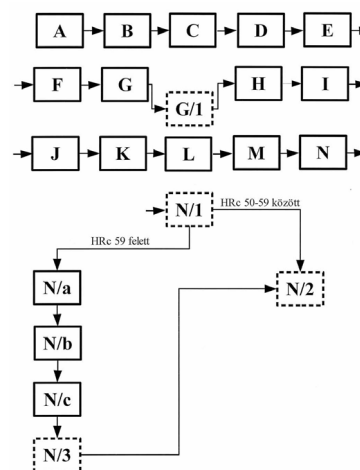 A B C D E
F G H I
G/1
J K L M N
N/1
HRc 50-59 között
HRc 59 felett
N/a
N/2
N/b
N/c
N/3